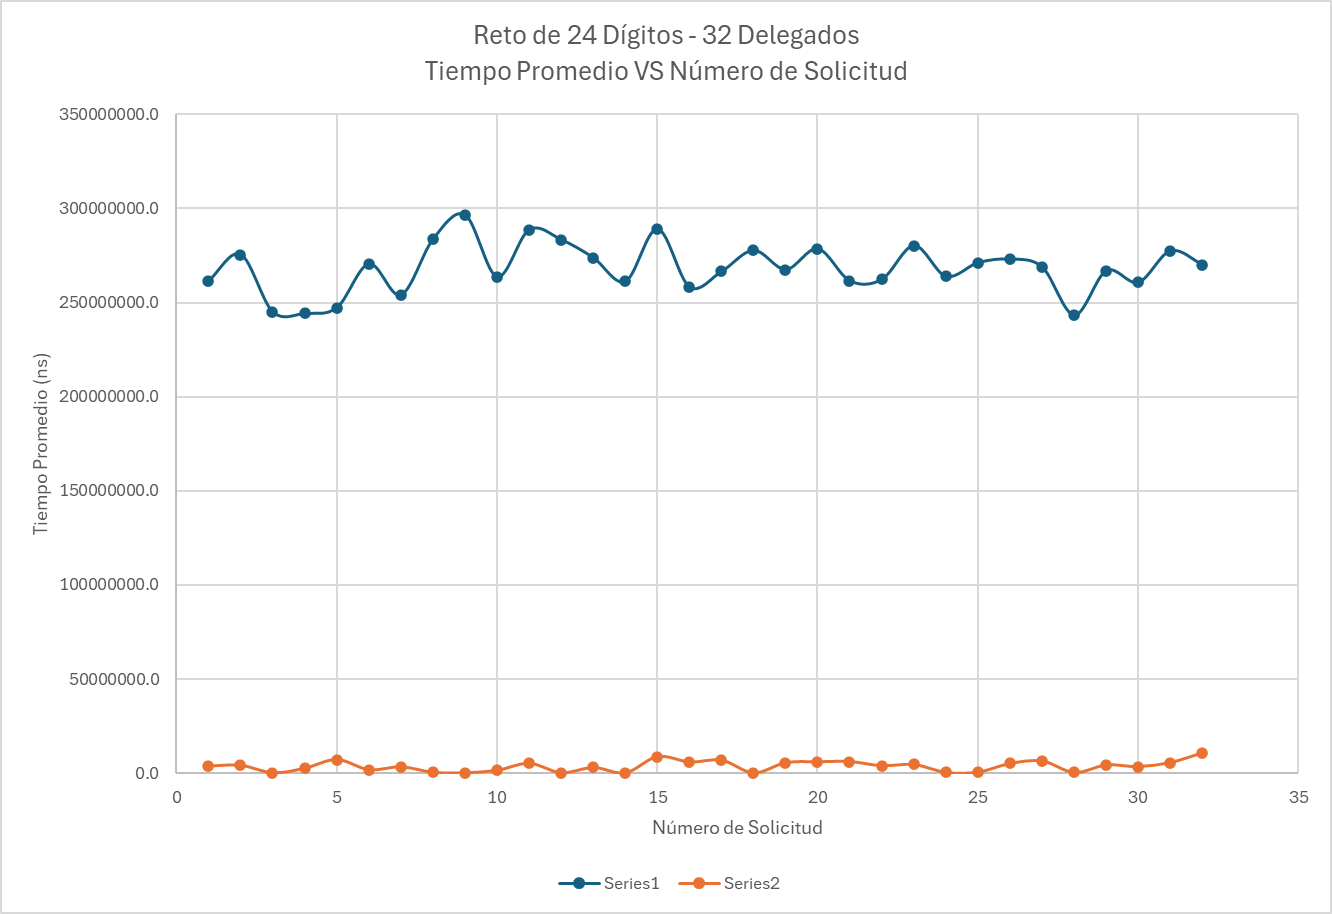 Reto de 24 Dígitos - 32 Delegados
Tiempo Promedio VS Número de Solicitud
350000000.0
300000000.0
250000000.0
200000000.0
150000000.0
100000000.0
50000000.0
0.0
Tiempo Promedio (ns)
0 5 10 15 20 25 30 35
Número de Solicitud
Series1 Series2